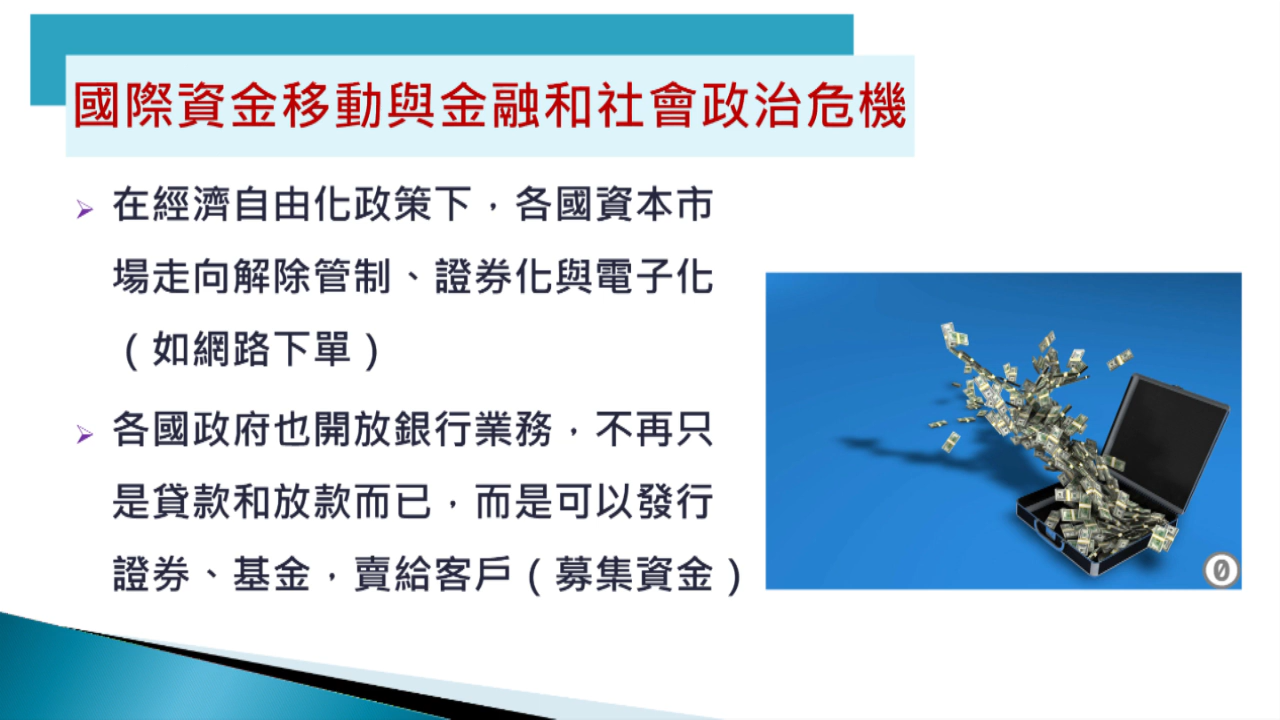 國際資金移動與金融和社會政治危機
在經濟自由化政策下，各國資本市
場走向解除管制、證券化與電子化
（如網路下單）
各國政府也開放銀行業務，不再只
是貸款和放款而已，而是可以發行
證券、基金，賣給客戶（募集資金）